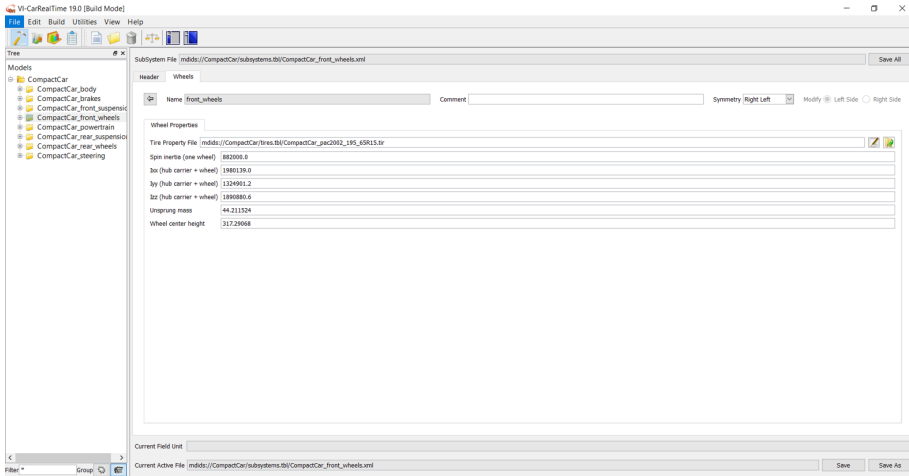 VI-CarRealTime 19.0 [Build Mode]
File Edit Build Utilities View Help
Tree
SubSystem File mdids://CompactCar/subsystems.tbl/CompactCar_front_wheels.xml Save All
Models
Header Wheels
CompactCar
CompactCar_body
CompactCar_brakes
CompactCar_front_suspensio
CompactCar_front_wheels
CompactCar_powertrain
CompactCar_rear_suspension
CompactCar_rear_wheels
CompactCar_steering
Name front_wheels Comment Symmetry Right Left Modify Left Side Right Side
Wheel Properties
Tire Property File mdids://CompactCar/tires.tbl/CompactCar_pac2002_195_65R15.tir
Spin inertia (one wheel) 882000.0
Ixx (hub carrier + wheel) 1980139.0
Iyy (hub carrier + wheel) 1324901.2
Izz (hub carrier + wheel) 1890880.6
Unsprung mass 44.211524
Wheel center height 317.29068
Current Field Unit
Filter * Group
Current Active File mdids://CompactCar/subsystems.tbl/CompactCar_front_wheels.xml Save Save As